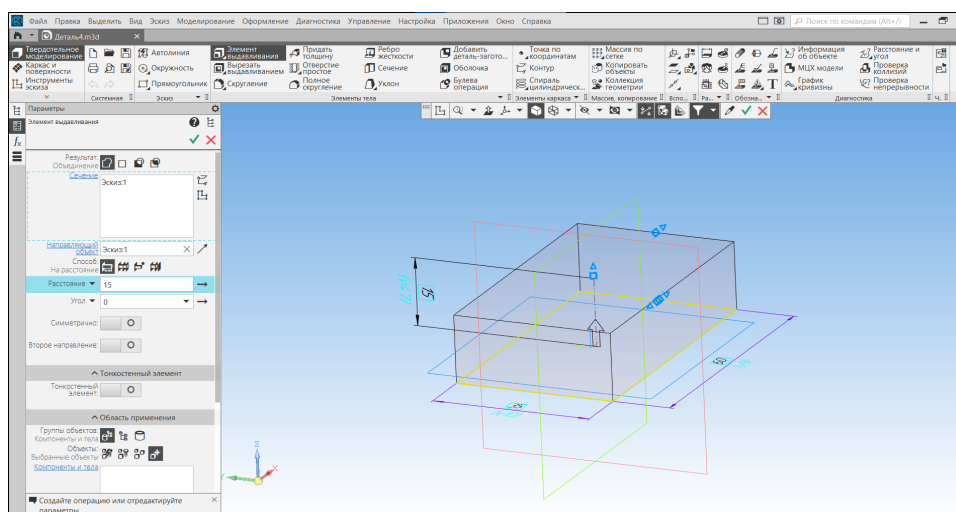 Файл Правка Выделить Вид Эскиз Моделирование Оформление Диагностика Управление Настройка Приложения Окно Справка
Поиск по командам (Alt+/)
Деталь4.m3d ×
Твердотельное моделирование
Каркас и поверхности
Инструменты эскиза
Системная
Автолиния
Окружность
Прямоугольник
Эскиз
Элемент выдавливания
Вырезать выдавливанием
Скругление
Придать толщину
Отверстие простое
Полное скругление
Ребро жесткости
Сечение
Уклон
Добавить деталь-загото...
Оболочка
Булева операция
Элементы тела
Точка по координатам
Контур
Спираль цилиндрическ...
Элементы каркаса
Массив по сетке
Копировать объекты
Коллекция геометрии
Массив, копирование
Вспо...
Ра...
Обозна...
Информация об объекте
МЦХ модели
График кривизны
Расстояние и угол
Проверка коллизий
Проверка непрерывности
Диагностика
Ч.
Параметры
Элемент выдавливания
Результат:
Объединение
Сечение
Эскиз:1
Направляющий объект
Эскиз:1
Способ:
На расстояние
Расстояние 15
Угол 0
Симметрично:
Второе направление:
Тонкостенный элемент
Тонкостенный элемент:
Область применения
Группы объектов:
Компоненты и тела
Объекты:
Выбранные объекты
Компоненты и тела
Создайте операцию или отредактируйте
параметры
15
Z
X
Y